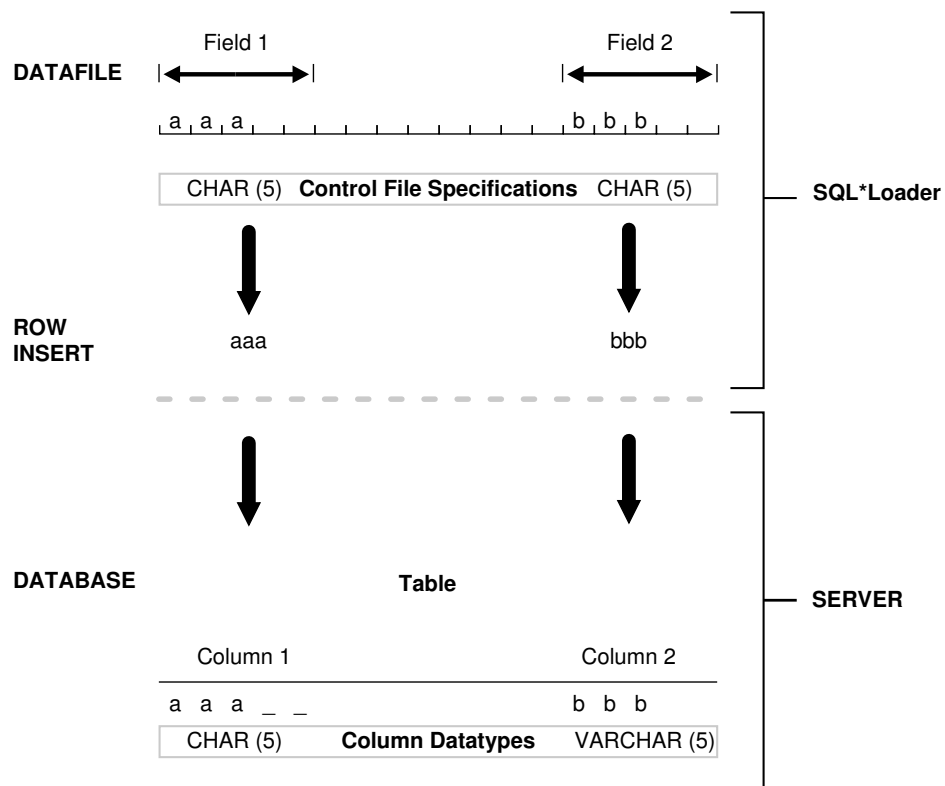 Field 1 Field 2
DATAFILE
a a a b b b
CHAR (5) Control File Specifications CHAR (5)
SQL*Loader
ROW
INSERT
aaa bbb
DATABASE Table
SERVER
Column 1 Column 2
a a a _ _ b b b
CHAR (5) Column Datatypes VARCHAR (5)